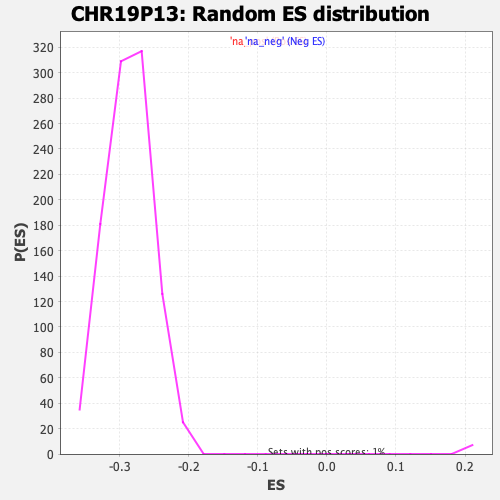 CHR19P13: Random ES distribution
'na_'na_neg' (Neg ES)
320
300
280
260
240
220
200
180
160
140
120
100
80
60
40
20
0
P(ES)
Sets with pos scores: 1%
-0.3 -0.2 -0.1 0.0 0.1 0.2
ES